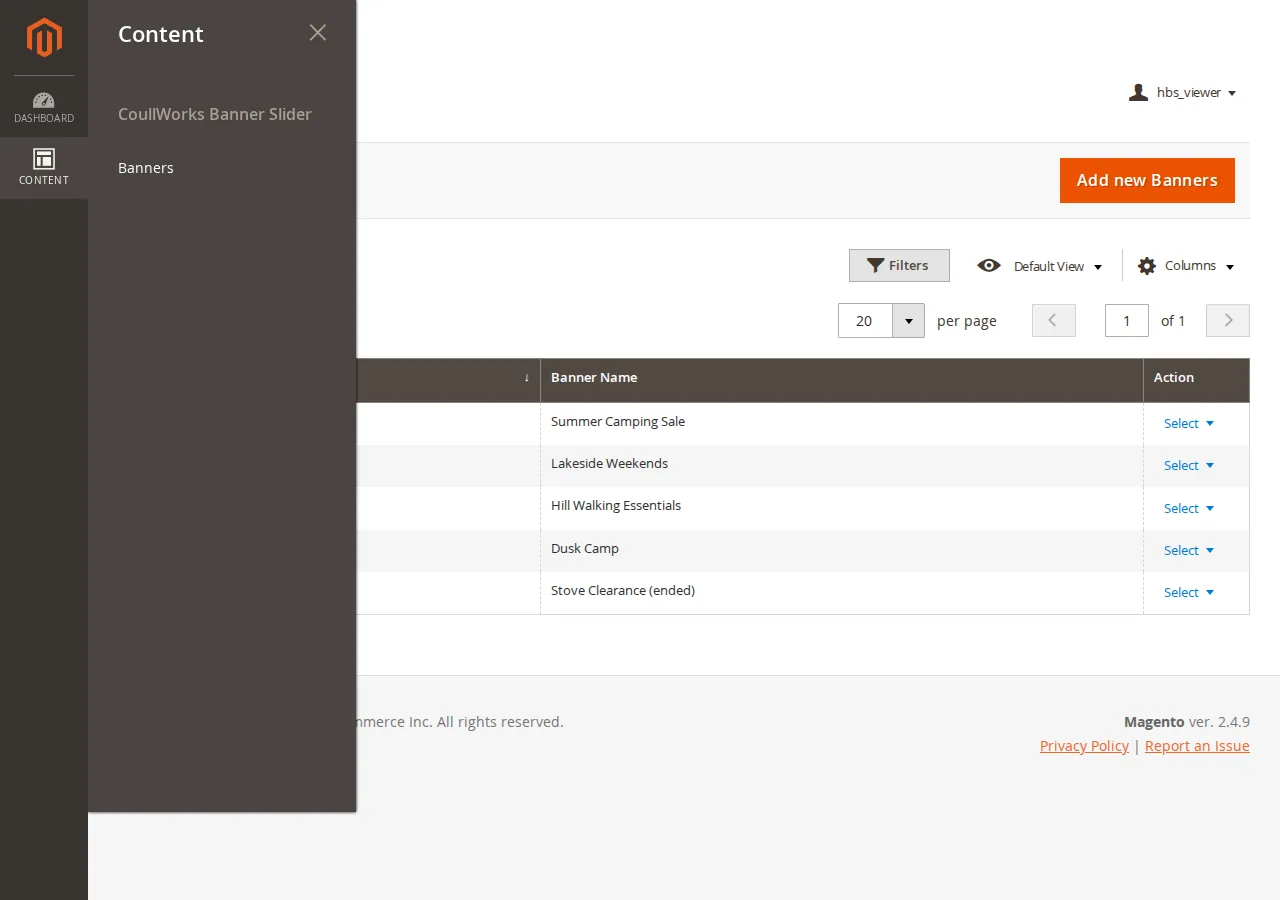 Content
CoullWorks Banner Slider
Banners
DASHBOARD
CONTENT
hbs_viewer
Add new Banners
Filters
Default View
Columns
20
per page
1
of 1
↓ Banner Name Action
Summer Camping Sale Select
Lakeside Weekends Select
Hill Walking Essentials Select
Dusk Camp Select
Stove Clearance (ended) Select
Inc. All rights reserved.
Magento ver. 2.4.9
Privacy Policy | Report an Issue